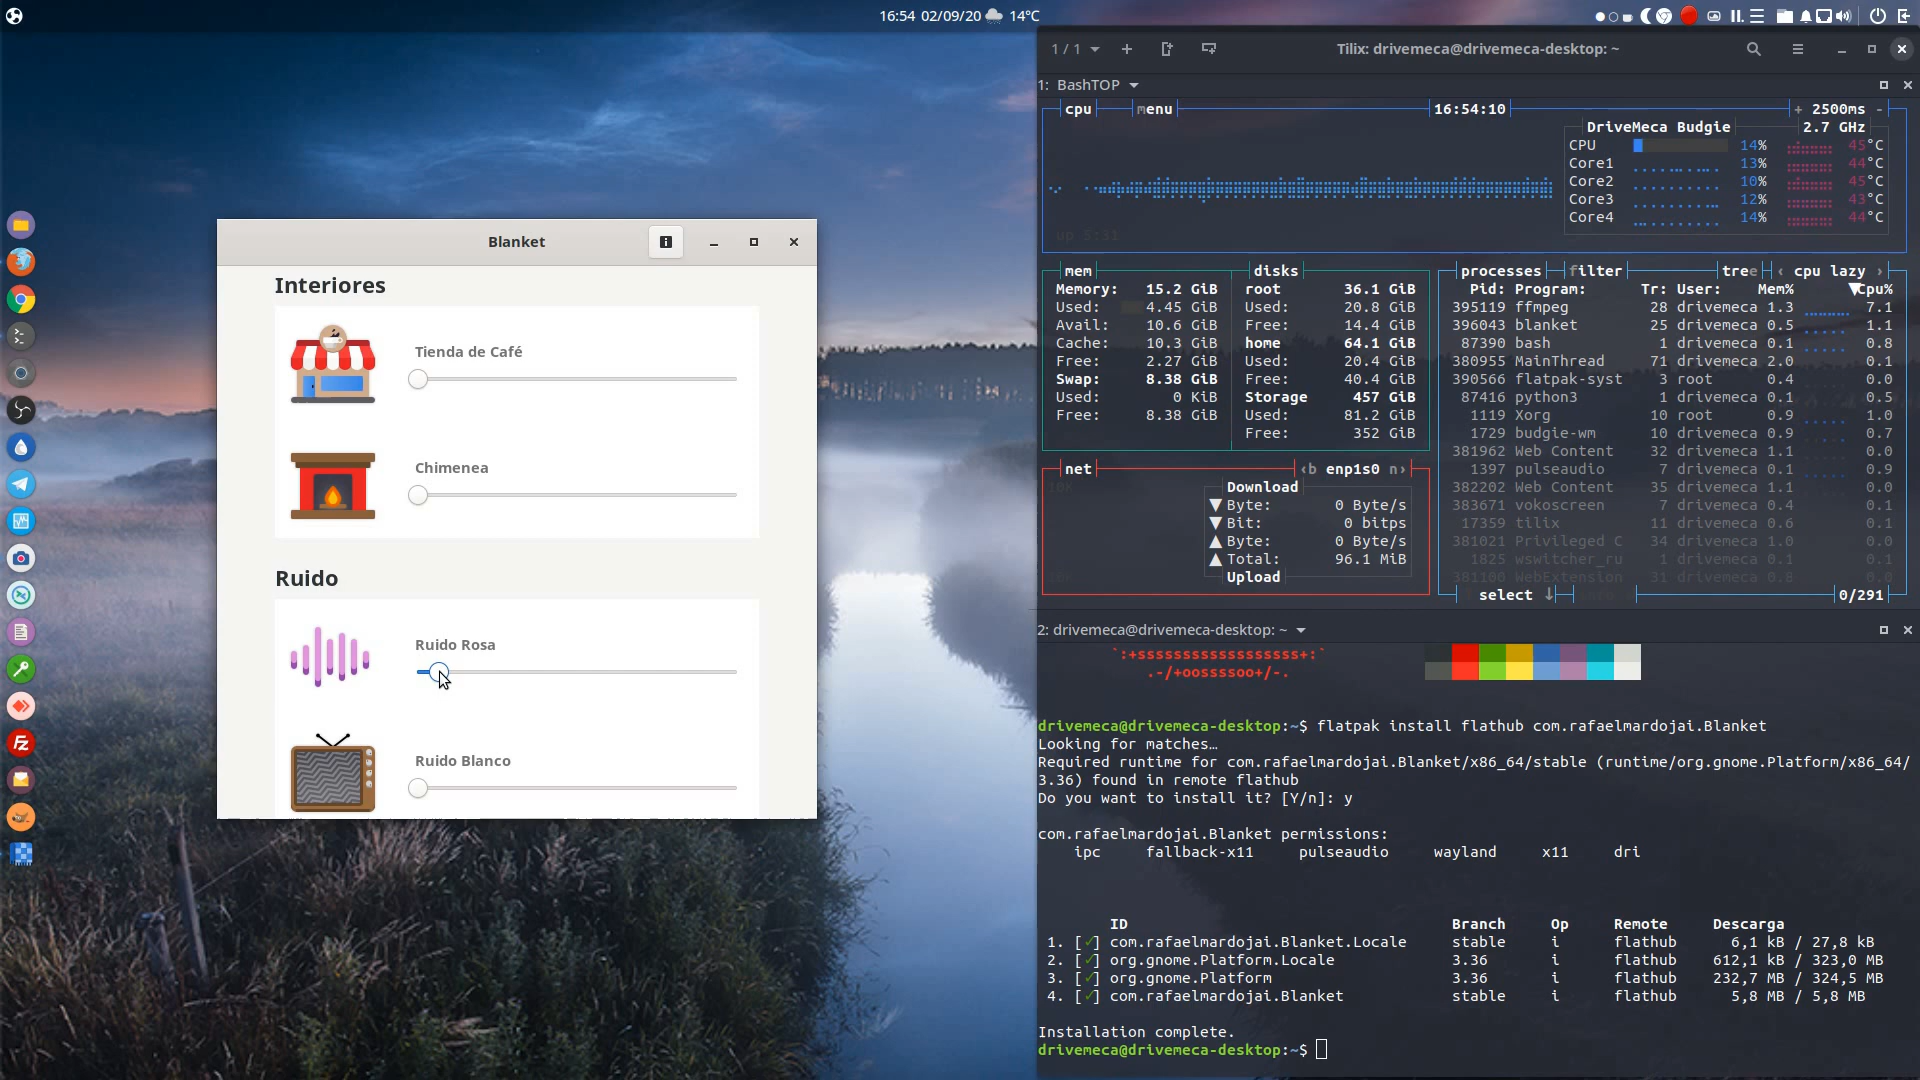 16:54 02/09/20 14°C
1 / 1
Tilix: drivemeca@drivemeca-desktop: ~
1: BashTOP
cpu menu 16:54:10 + 2500ms -
DriveMeca Budgie 2.7 GHz
CPU 14% 45°C
Core1 13% 44°C
Core2 10% 45°C
Core3 12% 43°C
Core4 14% 44°C
up 5:31
Blanket
Interiores
Tienda de Café
Chimenea
Ruido
Ruido Rosa
Ruido Blanco
mem
Memory: 15.2 GiB
Used: 4.45 GiB
Avail: 10.6 GiB
Cache: 10.3 GiB
Free: 2.27 GiB
Swap: 8.38 GiB
Used: 0 KiB
Free: 8.38 GiB
disks
root 36.1 GiB
Used: 20.8 GiB
Free: 14.4 GiB
home 64.1 GiB
Used: 20.4 GiB
Free: 40.4 GiB
Storage 457 GiB
Used: 81.2 GiB
Free: 352 GiB
processes filter tree ‹ cpu lazy ›
Pid: Program: Tr: User: Mem% ▼Cpu%
395119 ffmpeg 28 drivemeca 1.3 7.1
396043 blanket 25 drivemeca 0.5 1.1
87390 bash 1 drivemeca 0.1 0.8
380955 MainThread 71 drivemeca 2.0 0.1
390566 flatpak-syst 3 root 0.4 0.0
87416 python3 1 drivemeca 0.1 0.5
1119 Xorg 10 root 0.9 1.0
1729 budgie-wm 10 drivemeca 0.9 0.7
381962 Web Content 32 drivemeca 1.1 0.0
1397 pulseaudio 7 drivemeca 0.1 0.9
382202 Web Content 35 drivemeca 1.1 0.0
383671 vokoscreen 7 drivemeca 0.4 0.1
17359 tilix 11 drivemeca 0.6 0.1
381021 Privileged C 34 drivemeca 1.0 0.0
1825 wswitcher_ru 1 drivemeca 0.1 0.1
381100 WebExtension 31 drivemeca 0.8 0.0
select ↓ 0/291
net ‹b enp1s0 n›
10K
Download
▼ Byte: 0 Byte/s
▼ Bit: 0 bitps
▲ Byte: 0 Byte/s
▲ Total: 96.1 MiB
Upload
10K
2: drivemeca@drivemeca-desktop: ~
`:+ssssssssssssssssss+:`
.-/+oossssoo+/-.
drivemeca@drivemeca-desktop:~$ flatpak install flathub com.rafaelmardojai.Blanket
Looking for matches…
Required runtime for com.rafaelmardojai.Blanket/x86_64/stable (runtime/org.gnome.Platform/x86_64/
3.36) found in remote flathub
Do you want to install it? [Y/n]: y
com.rafaelmardojai.Blanket permissions:
ipc fallback-x11 pulseaudio wayland x11 dri
ID Branch Op Remote Descarga
1. [✓] com.rafaelmardojai.Blanket.Locale stable i flathub 6,1 kB / 27,8 kB
2. [✓] org.gnome.Platform.Locale 3.36 i flathub 612,1 kB / 323,0 MB
3. [✓] org.gnome.Platform 3.36 i flathub 232,7 MB / 324,5 MB
4. [✓] com.rafaelmardojai.Blanket stable i flathub 5,8 MB / 5,8 MB
Installation complete.
drivemeca@drivemeca-desktop:~$